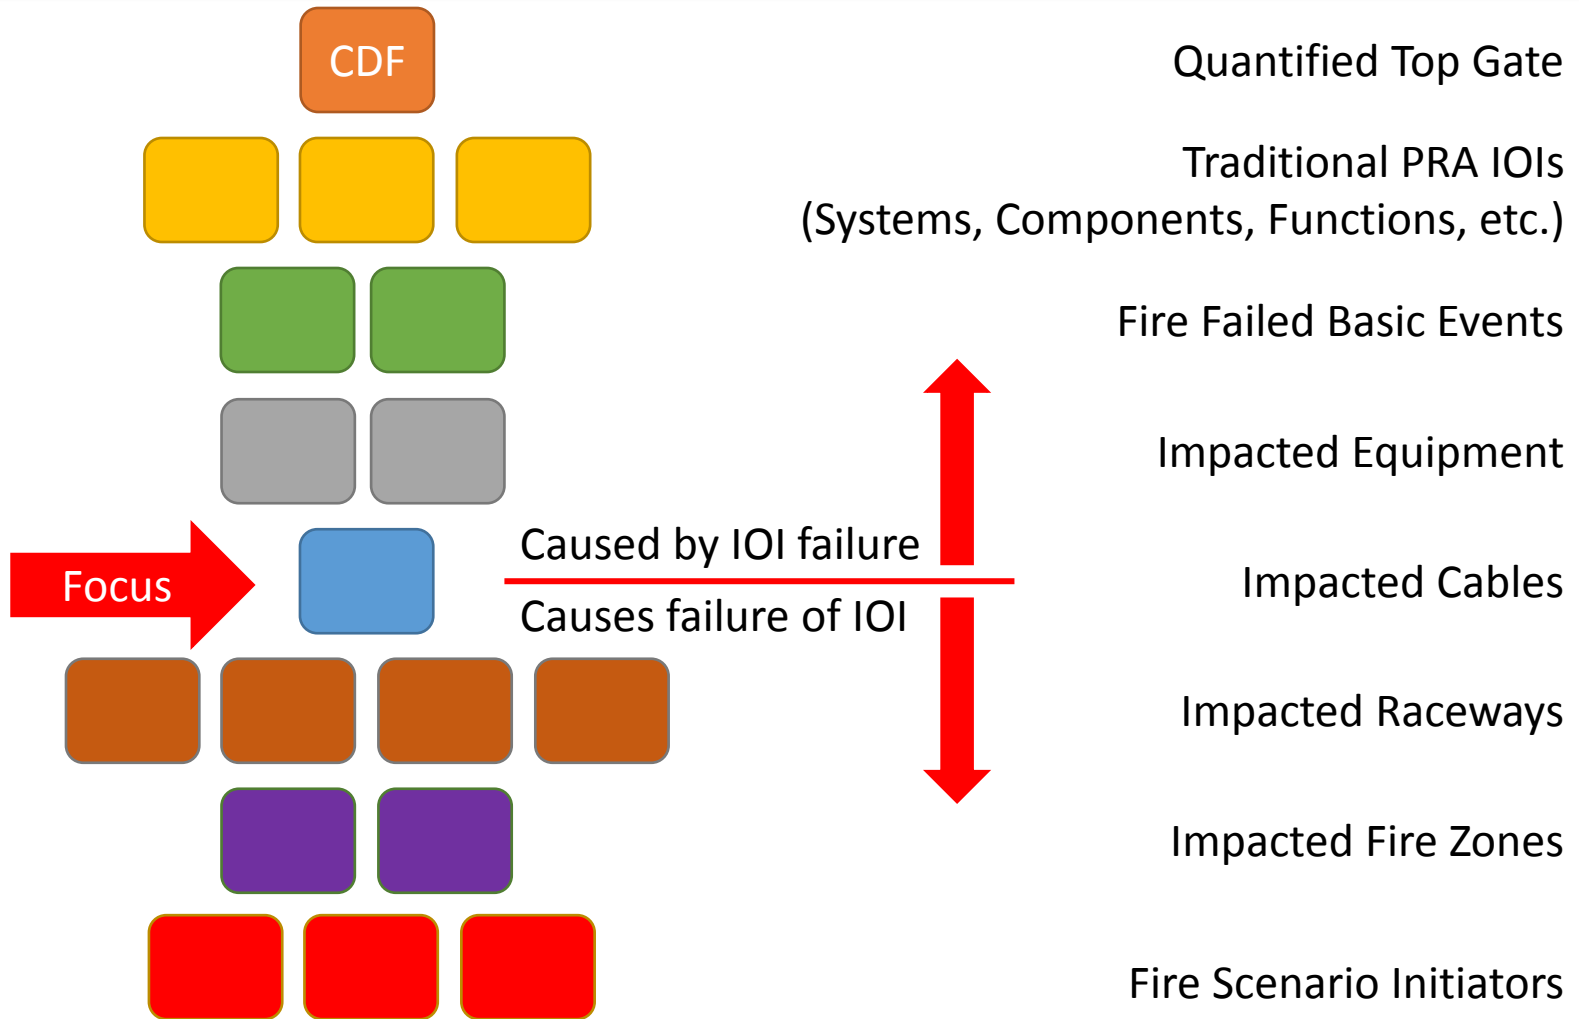 CDF
Quantified Top Gate
Traditional PRA IOIs
(Systems, Components, Functions, etc.)
Fire Failed Basic Events
Impacted Equipment
Focus
Caused by IOI failure
Causes failure of IOI
Impacted Cables
Impacted Raceways
Impacted Fire Zones
Fire Scenario Initiators